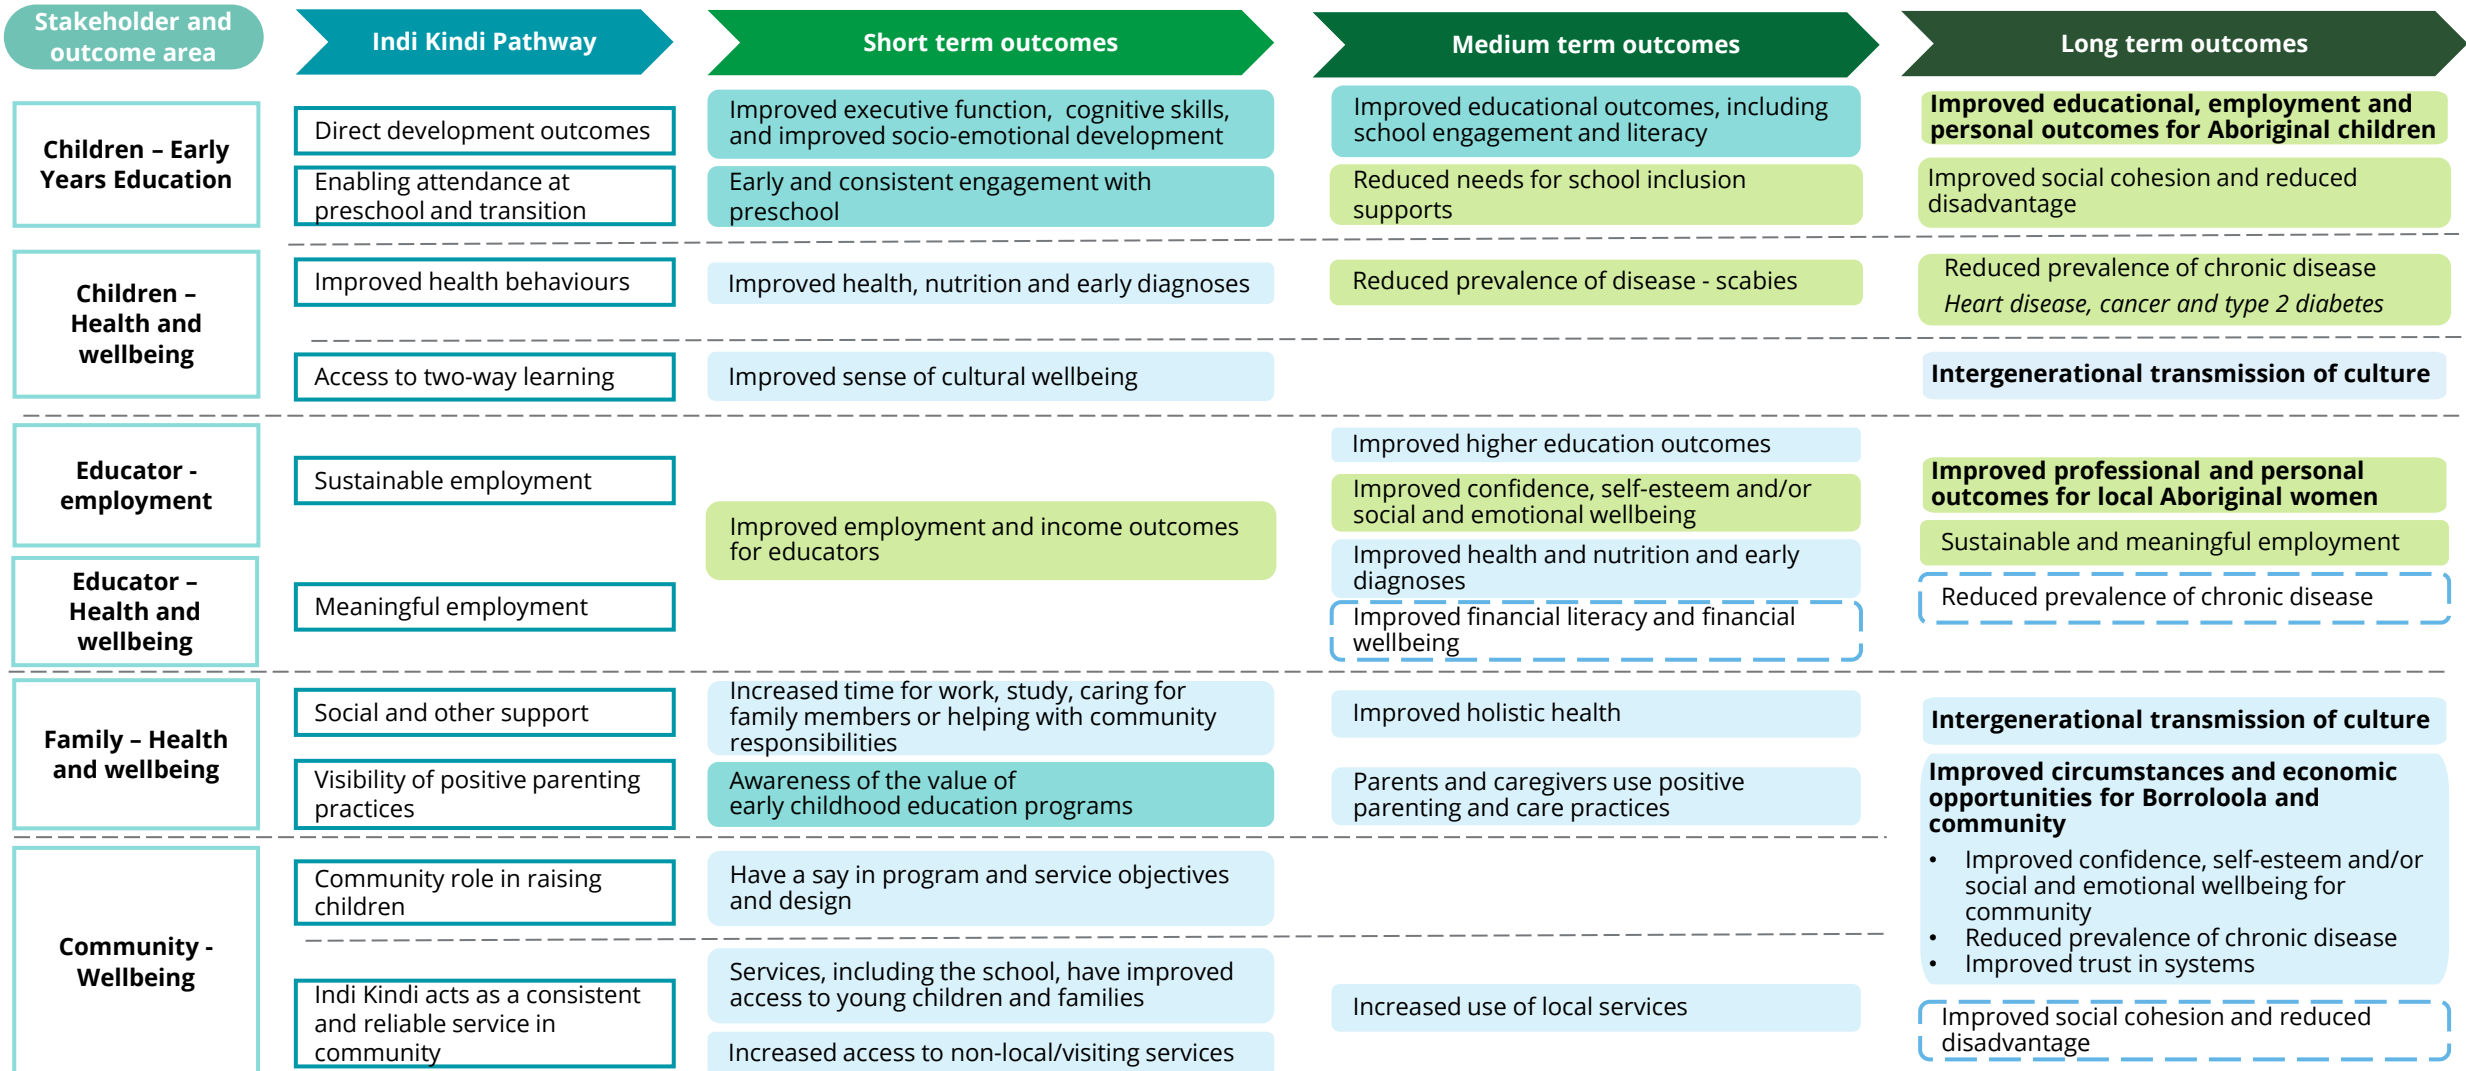 Stakeholder and
outcome area
Indi Kindi Pathway
Short term outcomes
Medium term outcomes
Long term outcomes
Children – Early
Years Education
Direct development outcomes
Improved executive function, cognitive skills,
and improved socio-emotional development
Improved educational outcomes, including
school engagement and literacy
Improved educational, employment and
personal outcomes for Aboriginal children
Enabling attendance at
preschool and transition
Early and consistent engagement with
preschool
Reduced needs for school inclusion
supports
Improved social cohesion and reduced
disadvantage
Children –
Health and
wellbeing
Improved health behaviours
Improved health, nutrition and early diagnoses
Reduced prevalence of disease - scabies
Reduced prevalence of chronic disease
Heart disease, cancer and type 2 diabetes
Access to two-way learning
Improved sense of cultural wellbeing
Intergenerational transmission of culture
Educator -
employment
Sustainable employment
Improved employment and income outcomes
for educators
Improved higher education outcomes
Improved confidence, self-esteem and/or
social and emotional wellbeing
Improved professional and personal
outcomes for local Aboriginal women
Sustainable and meaningful employment
Educator –
Health and
wellbeing
Meaningful employment
Improved health and nutrition and early
diagnoses
Improved financial literacy and financial
wellbeing
Reduced prevalence of chronic disease
Family – Health
and wellbeing
Social and other support
Increased time for work, study, caring for
family members or helping with community
responsibilities
Improved holistic health
Intergenerational transmission of culture
Visibility of positive parenting
practices
Awareness of the value of
early childhood education programs
Parents and caregivers use positive
parenting and care practices
Improved circumstances and economic
opportunities for Borroloola and
community
• Improved confidence, self-esteem and/or
social and emotional wellbeing for
community
• Reduced prevalence of chronic disease
• Improved trust in systems
Community -
Wellbeing
Community role in raising
children
Have a say in program and service objectives
and design
Indi Kindi acts as a consistent
and reliable service in
community
Services, including the school, have improved
access to young children and families
Increased access to non-local/visiting services
Increased use of local services
Improved social cohesion and reduced
disadvantage